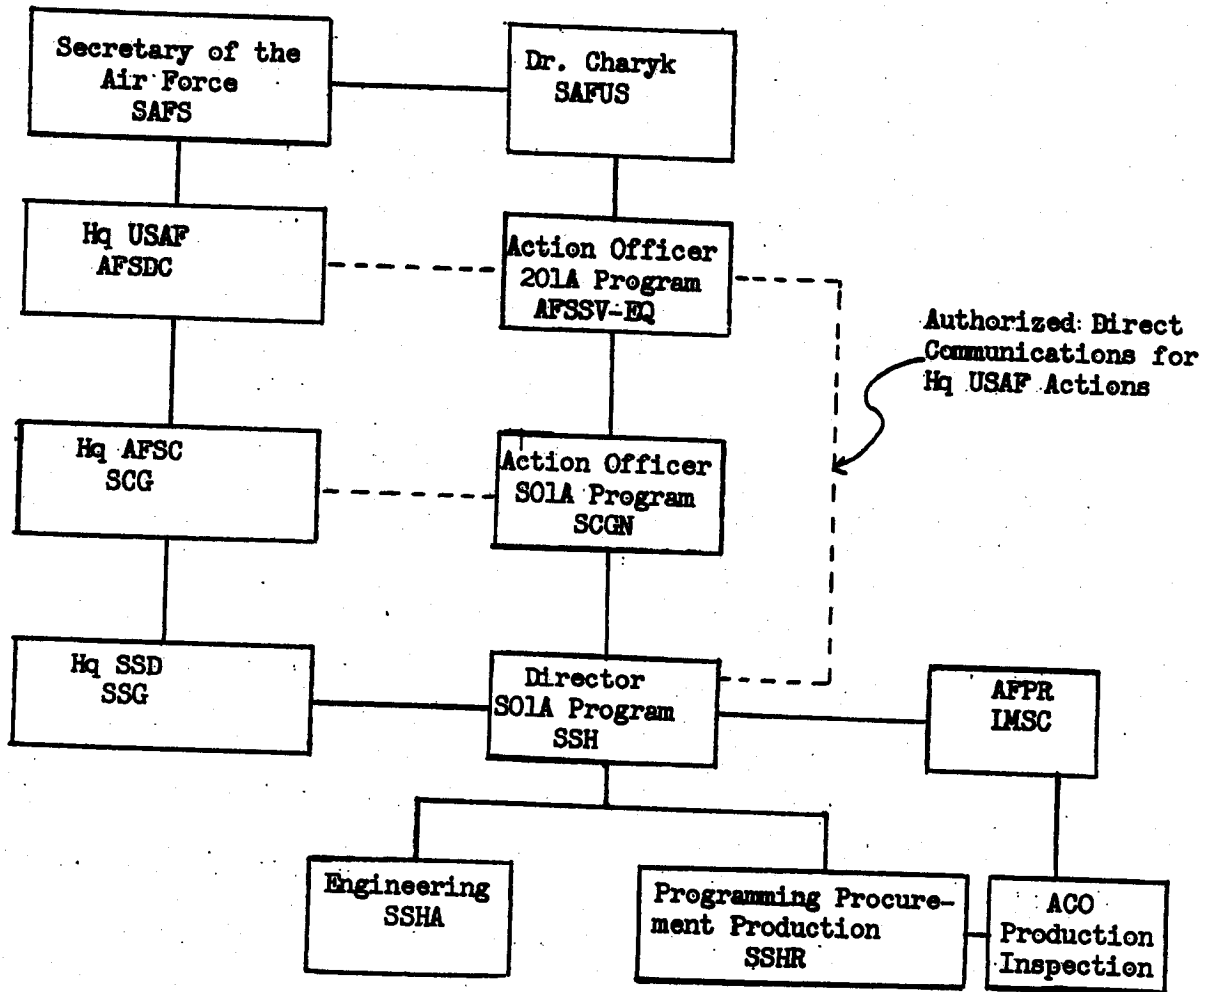 Secretary of the
Air Force
SAFS
Dr. Charyk
SAFUS
Hq USAF
AFSDC
Action Officer
201A Program
AFSSV-EQ
Authorized: Direct
Communications for
Hq USAF Actions
Hq AFSC
SCG
Action Officer
S01A Program
SCGN
Hq SSD
SSG
Director
S01A Program
SSH
AFPR
IMSC
Engineering
SSHA
Programming Procure-
ment Production
SSHR
ACO
Production
Inspection